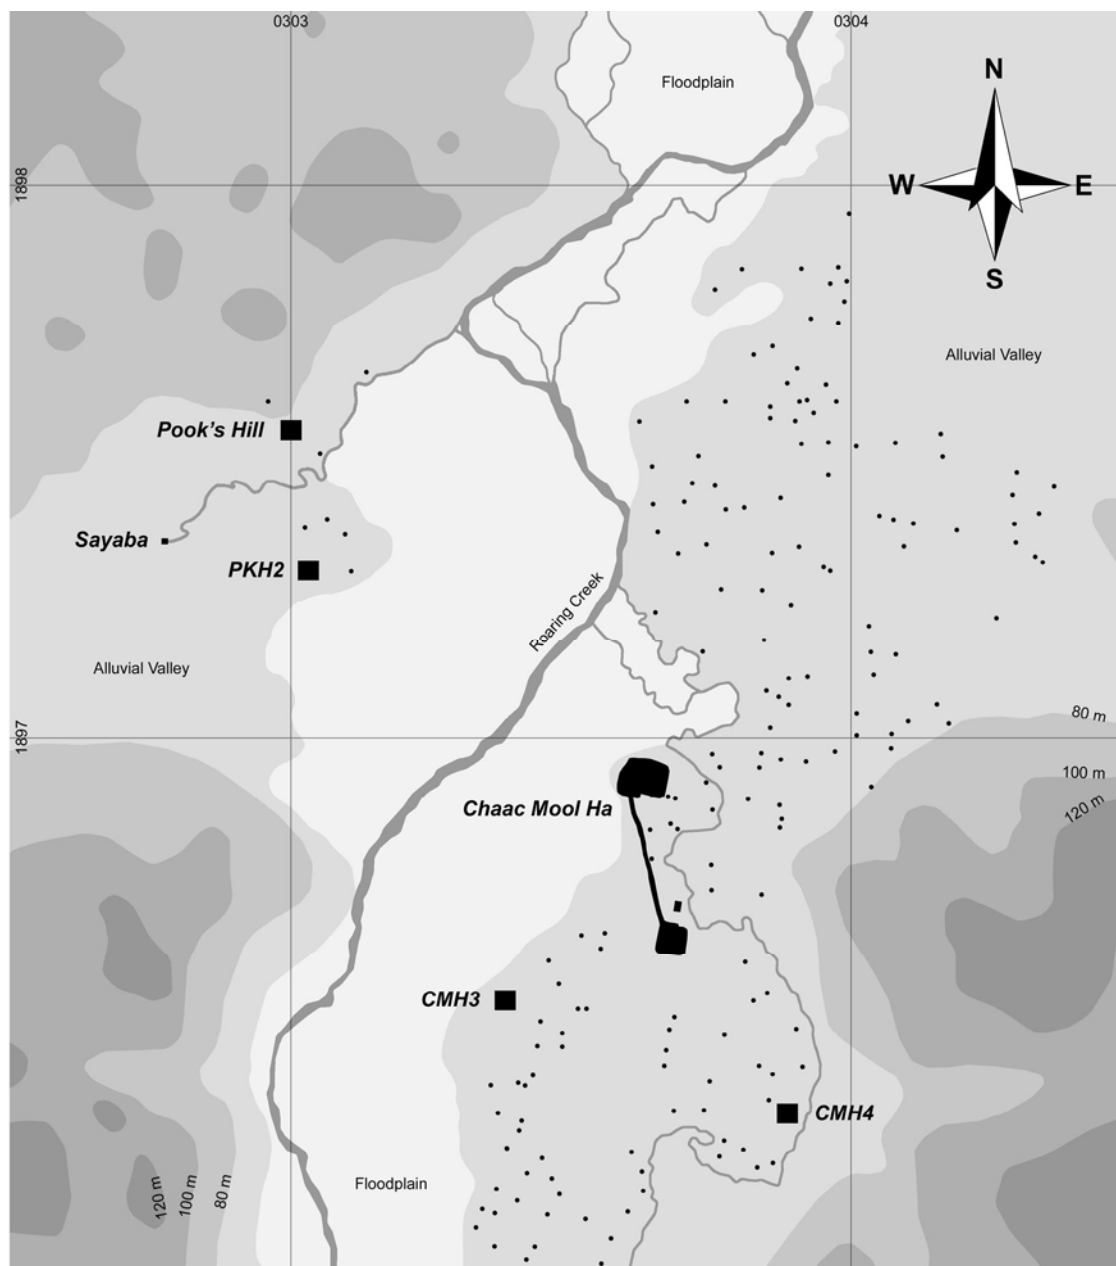 0303
0304
Floodplain
N
1898
W
E
S
Alluvial Valley
Pook's Hill
Sayaba
PKH2
Roaring Creek
Alluvial Valley
80 m
1897
100 m
Chaac Mool Ha
120 m
CMH3
CMH4
Floodplain
120 m
100 m
80 m